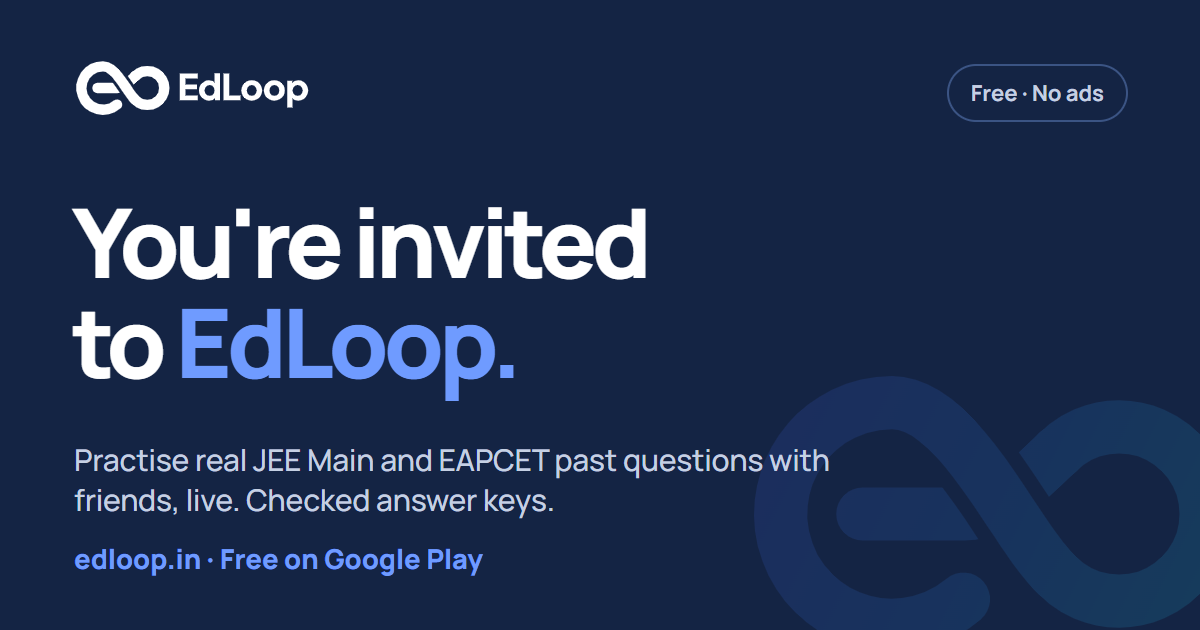 EdLoop
Free · No ads
You're invited
to EdLoop.
Practise real JEE Main and EAPCET past questions with
friends, live. Checked answer keys.
edloop.in · Free on Google Play